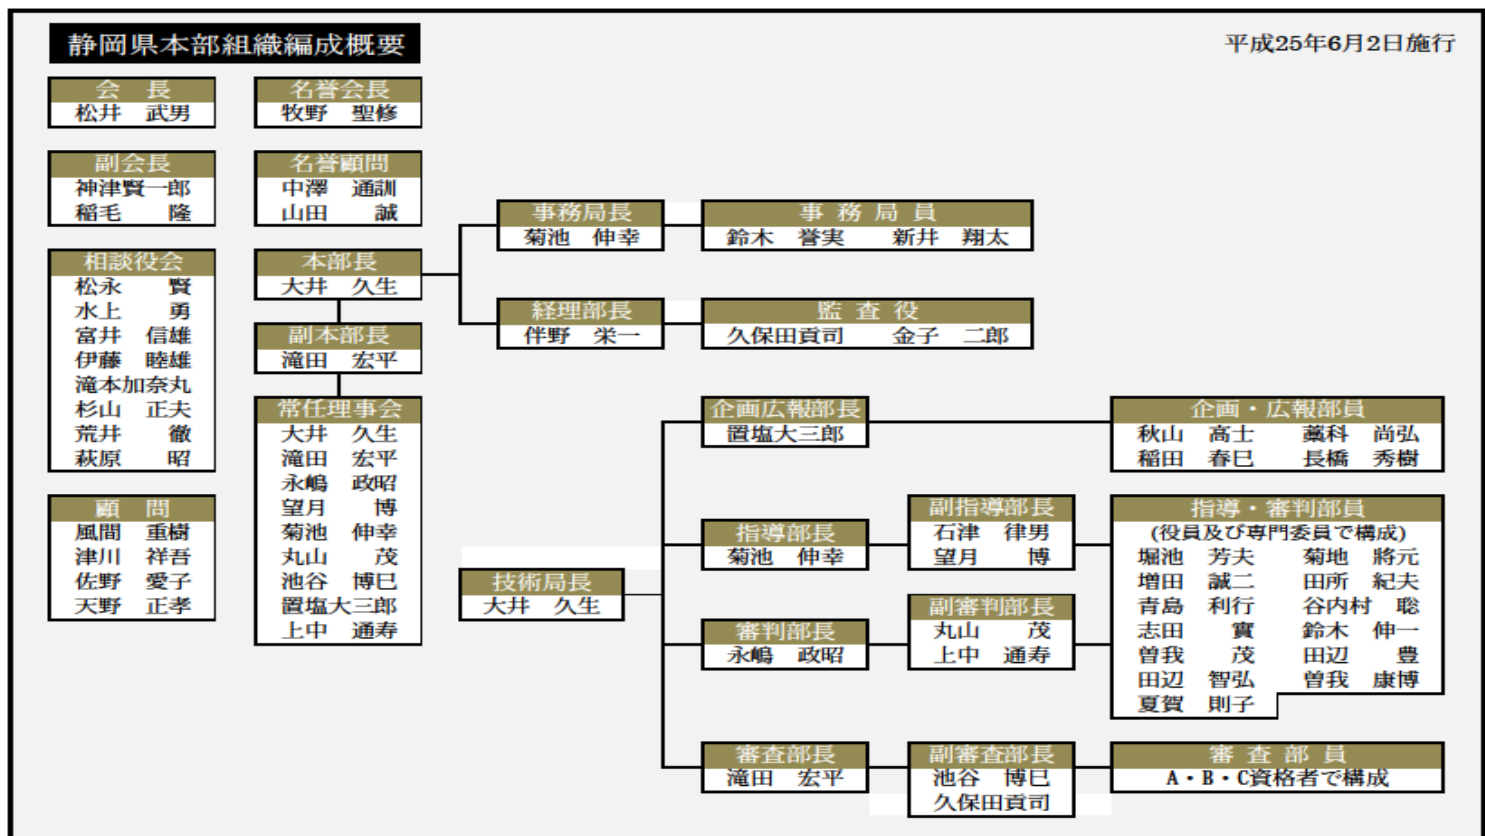 静岡県本部組織編成概要
平成25年6月2日施行
会　長
松井　武男
名誉会長
牧野　聖修
副会長
神津賢一郎
稲毛　　隆
名誉顧問
中澤　通訓
山田　　誠
相談役会
松永　　賢
水上　　勇
富井　信雄
伊藤　睦雄
滝本加奈丸
杉山　正夫
荒井　　徹
萩原　　昭
顧　問
風間　重樹
津川　祥吾
佐野　愛子
天野　正孝
本部長
大井　久生
副本部長
滝田　宏平
常任理事会
大井　久生
滝田　宏平
永嶋　政昭
望月　　博
菊池　伸幸
丸山　　茂
池谷　博巳
置塩大三郎
上中　通寿
事務局長
菊池　伸幸
事 務 局 員
鈴木　誉実　　新井　翔太
経理部長
伴野　栄一
監 査 役
久保田貢司　　金子　二郎
技術局長
大井　久生
企画広報部長
置塩大三郎
企画・広報部員
秋山　高士　　藁科　尚弘
稲田　春巳　　長橋　秀樹
指導部長
菊池　伸幸
副指導部長
石津　律男
望月　　博
審判部長
永嶋　政昭
副審判部長
丸山　　茂
上中　通寿
指導・審判部員
(役員及び専門委員で構成)
堀池　芳夫　　菊地　將元
増田　誠二　　田所　紀夫
青島　利行　　谷内村　聡
志田　　實　　鈴木　伸一
曽我　　茂　　田辺　　豊
田辺　智弘　　曽我　康博
夏賀　則子
審査部長
滝田　宏平
副審査部長
池谷　博巳
久保田貢司
審 査 部 員
A・B・C資格者で構成